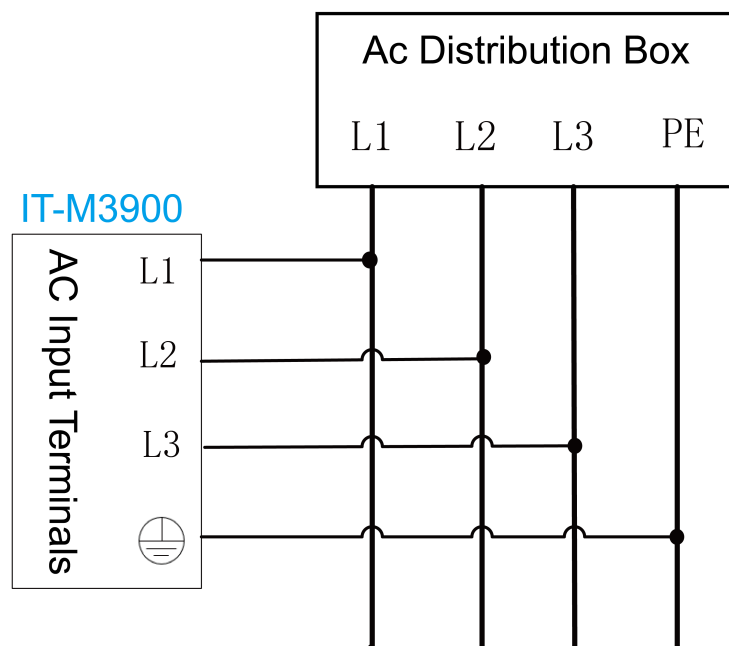 Ac Distribution Box
L1 L2 L3 PE
IT-M3900
AC Input Terminals
L1
L2
L3